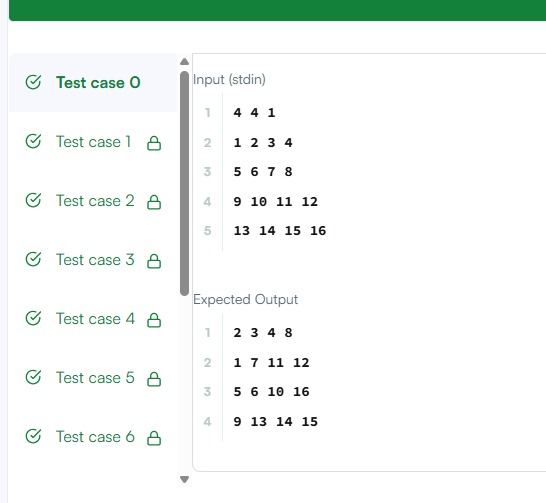 Test case 0
Test case 1
Test case 2
Test case 3
Test case 4
Test case 5
Test case 6
Input (stdin)
1 4 4 1
2 1 2 3 4
3 5 6 7 8
4 9 10 11 12
5 13 14 15 16
Expected Output
1 2 3 4 8
2 1 7 11 12
3 5 6 10 16
4 9 13 14 15